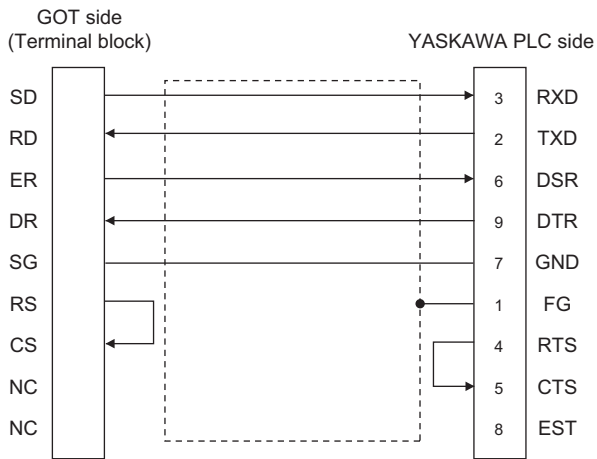 GOT side
(Terminal block)
YASKAWA PLC side
SD 3 RXD
RD 2 TXD
ER 6 DSR
DR 9 DTR
SG 7 GND
RS 1 FG
CS 4 RTS
NC 5 CTS
NC 8 EST